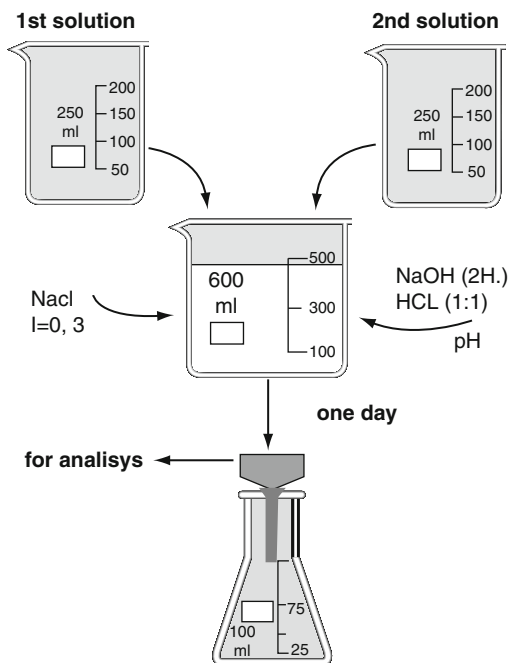 1st solution
2nd solution
250
ml
200
150
100
50
250
ml
200
150
100
50
600
ml
500
300
100
Nacl
I=0, 3
NaOH (2H.)
HCL (1:1)
pH
one day
for analisys
100
ml
75
25